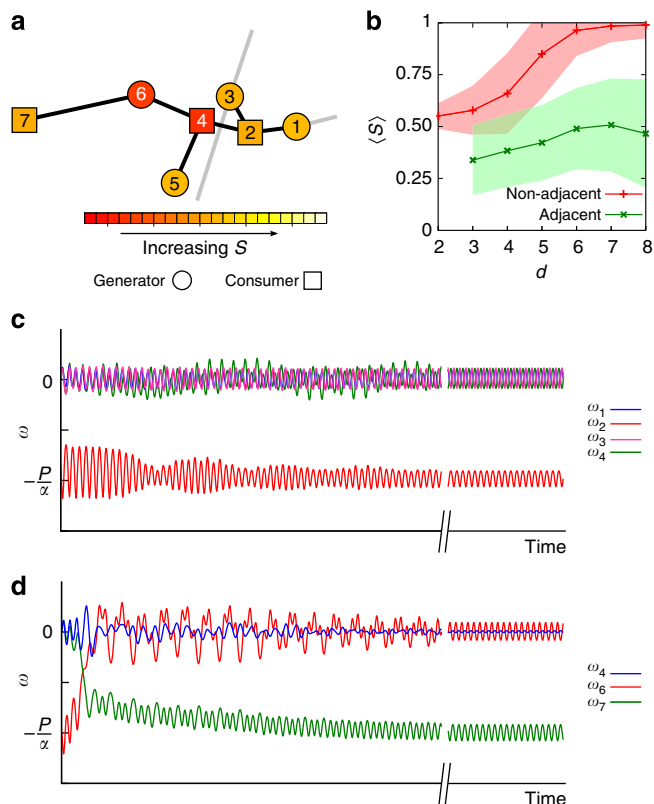 a
6
3
7
4
2
1
5
Increasing S
Generator
Consumer
b
1
0.75
⟨S⟩
0.50
0.25
0
Non-adjacent
Adjacent
2 3 4 5 6 7 8
d
c
0
ω
−P/α
ω1
ω2
ω3
ω4
Time
d
0
ω
−P/α
ω4
ω6
ω7
Time